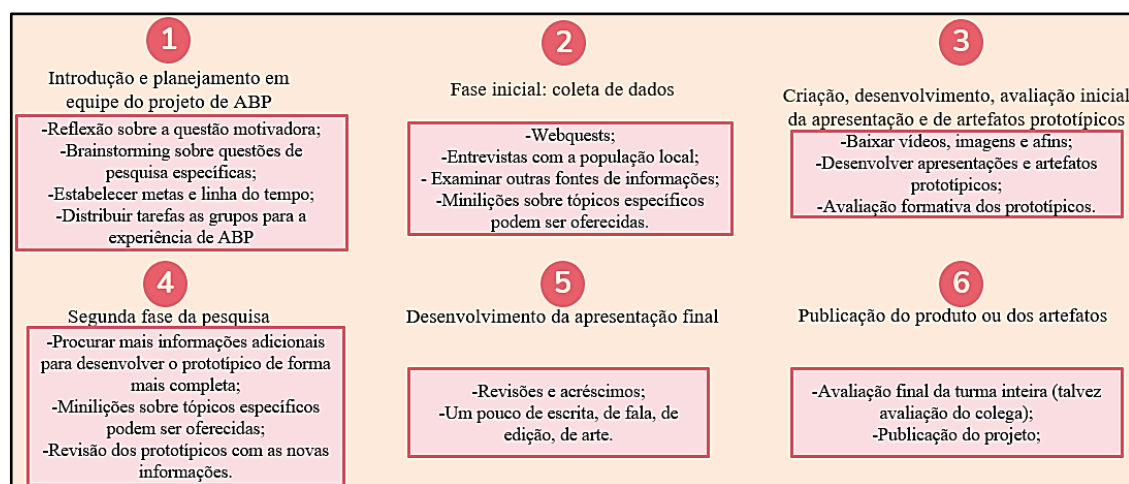 1
Introdução e planejamento em
equipe do projeto de ABP
-Reflexão sobre a questão motivadora;
-Brainstorming sobre questões de
pesquisa específicas;
-Estabelecer metas e linha do tempo;
-Distribuir tarefas as grupos para a
experiência de ABP
2
Fase inicial: coleta de dados
-Webquests;
-Entrevistas com a população local;
- Examinar outras fontes de informações;
-Minilições sobre tópicos específicos
podem ser oferecidas.
3
Criação, desenvolvimento, avaliação inicial
da apresentação e de artefatos prototípicos
-Baixar vídeos, imagens e afins;
-Desenvolver apresentações e artefatos
prototípicos;
-Avaliação formativa dos prototípicos.
4
Segunda fase da pesquisa
-Procurar mais informações adicionais
para desenvolver o prototípico de forma
mais completa;
-Minilições sobre tópicos específicos
podem ser oferecidas;
-Revisão dos prototípicos com as novas
informações.
5
Desenvolvimento da apresentação final
-Revisões e acréscimos;
-Um pouco de escrita, de fala, de
edição, de arte.
6
Publicação do produto ou dos artefatos
-Avaliação final da turma inteira (talvez
avaliação do colega);
-Publicação do projeto;